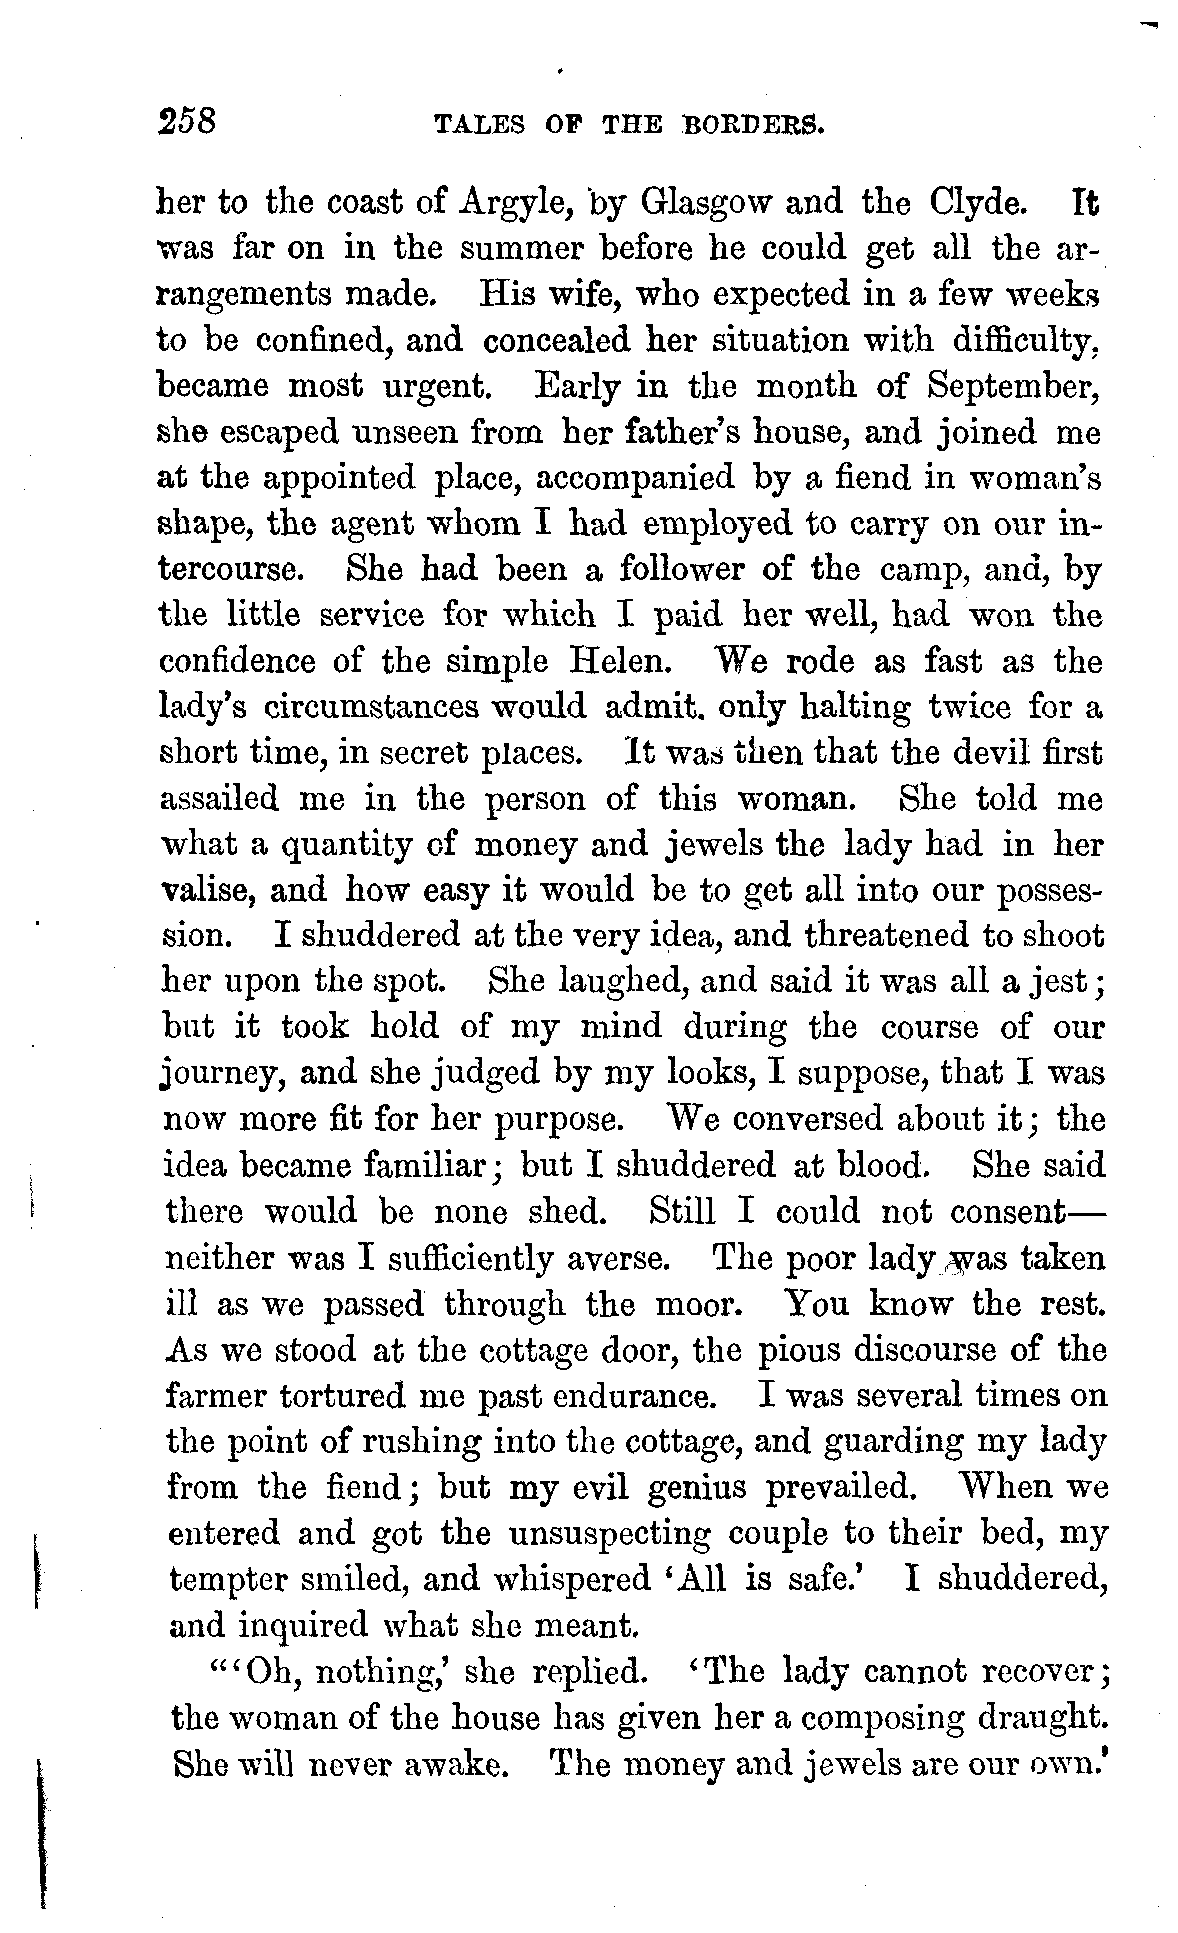 258 TALES OF THE BORDERS.
her to the coast of Argyle, by Glasgow and the Clyde. It
was far on in the summer before he could get all the ar-
rangements made. His wife, who expected in a few weeks
to be confined, and concealed her situation with difficulty,
became most urgent. Early in the month of September,
she escaped unseen from her father's house, and joined me
at the appointed place, accompanied by a fiend in woman's
shape, the agent whom I had employed to carry on our in-
tercourse. She had been a follower of the camp, and, by
the little service for which I paid her well, had won the
confidence of the simple Helen. We rode as fast as the
lady's circumstances would admit. only halting twice for a
short time, in secret places. It was then that the devil first
assailed me in the person of this woman. She told me
what a quantity of money and jewels the lady had in her
valise, and how easy it would be to get all into our posses-
sion. I shuddered at the very idea, and threatened to shoot
her upon the spot. She laughed, and said it was all a jest;
but it took hold of my mind during the course of our
journey, and she judged by my looks, I suppose, that I was
now more fit for her purpose. We conversed about it; the
idea became familiar; but I shuddered at blood. She said
there would be none shed. Still I could not consent—
neither was I sufficiently averse. The poor lady was taken
ill as we passed through the moor. You know the rest.
As we stood at the cottage door, the pious discourse of the
farmer tortured me past endurance. I was several times on
the point of rushing into the cottage, and guarding my lady
from the fiend; but my evil genius prevailed. When we
entered and got the unsuspecting couple to their bed, my
tempter smiled, and whispered 'All is safe.' I shuddered,
and inquired what she meant.
"'Oh, nothing,' she replied. 'The lady cannot recover;
the woman of the house has given her a composing draught.
She will never awake. The money and jewels are our own.'